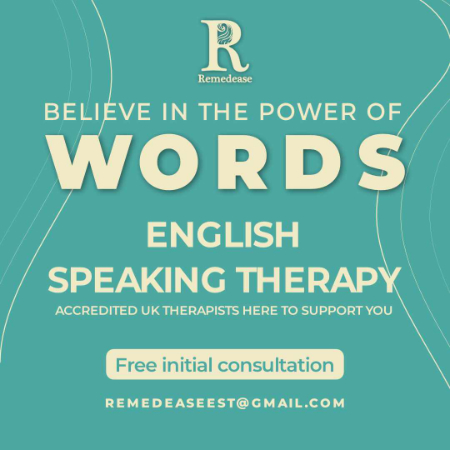 R
Remedease
BELIEVE IN THE POWER OF
WORDS
ENGLISH
SPEAKING THERAPY
ACCREDITED UK THERAPISTS HERE TO SUPPORT YOU
Free initial consultation
REMEDEASEEST@GMAIL.COM